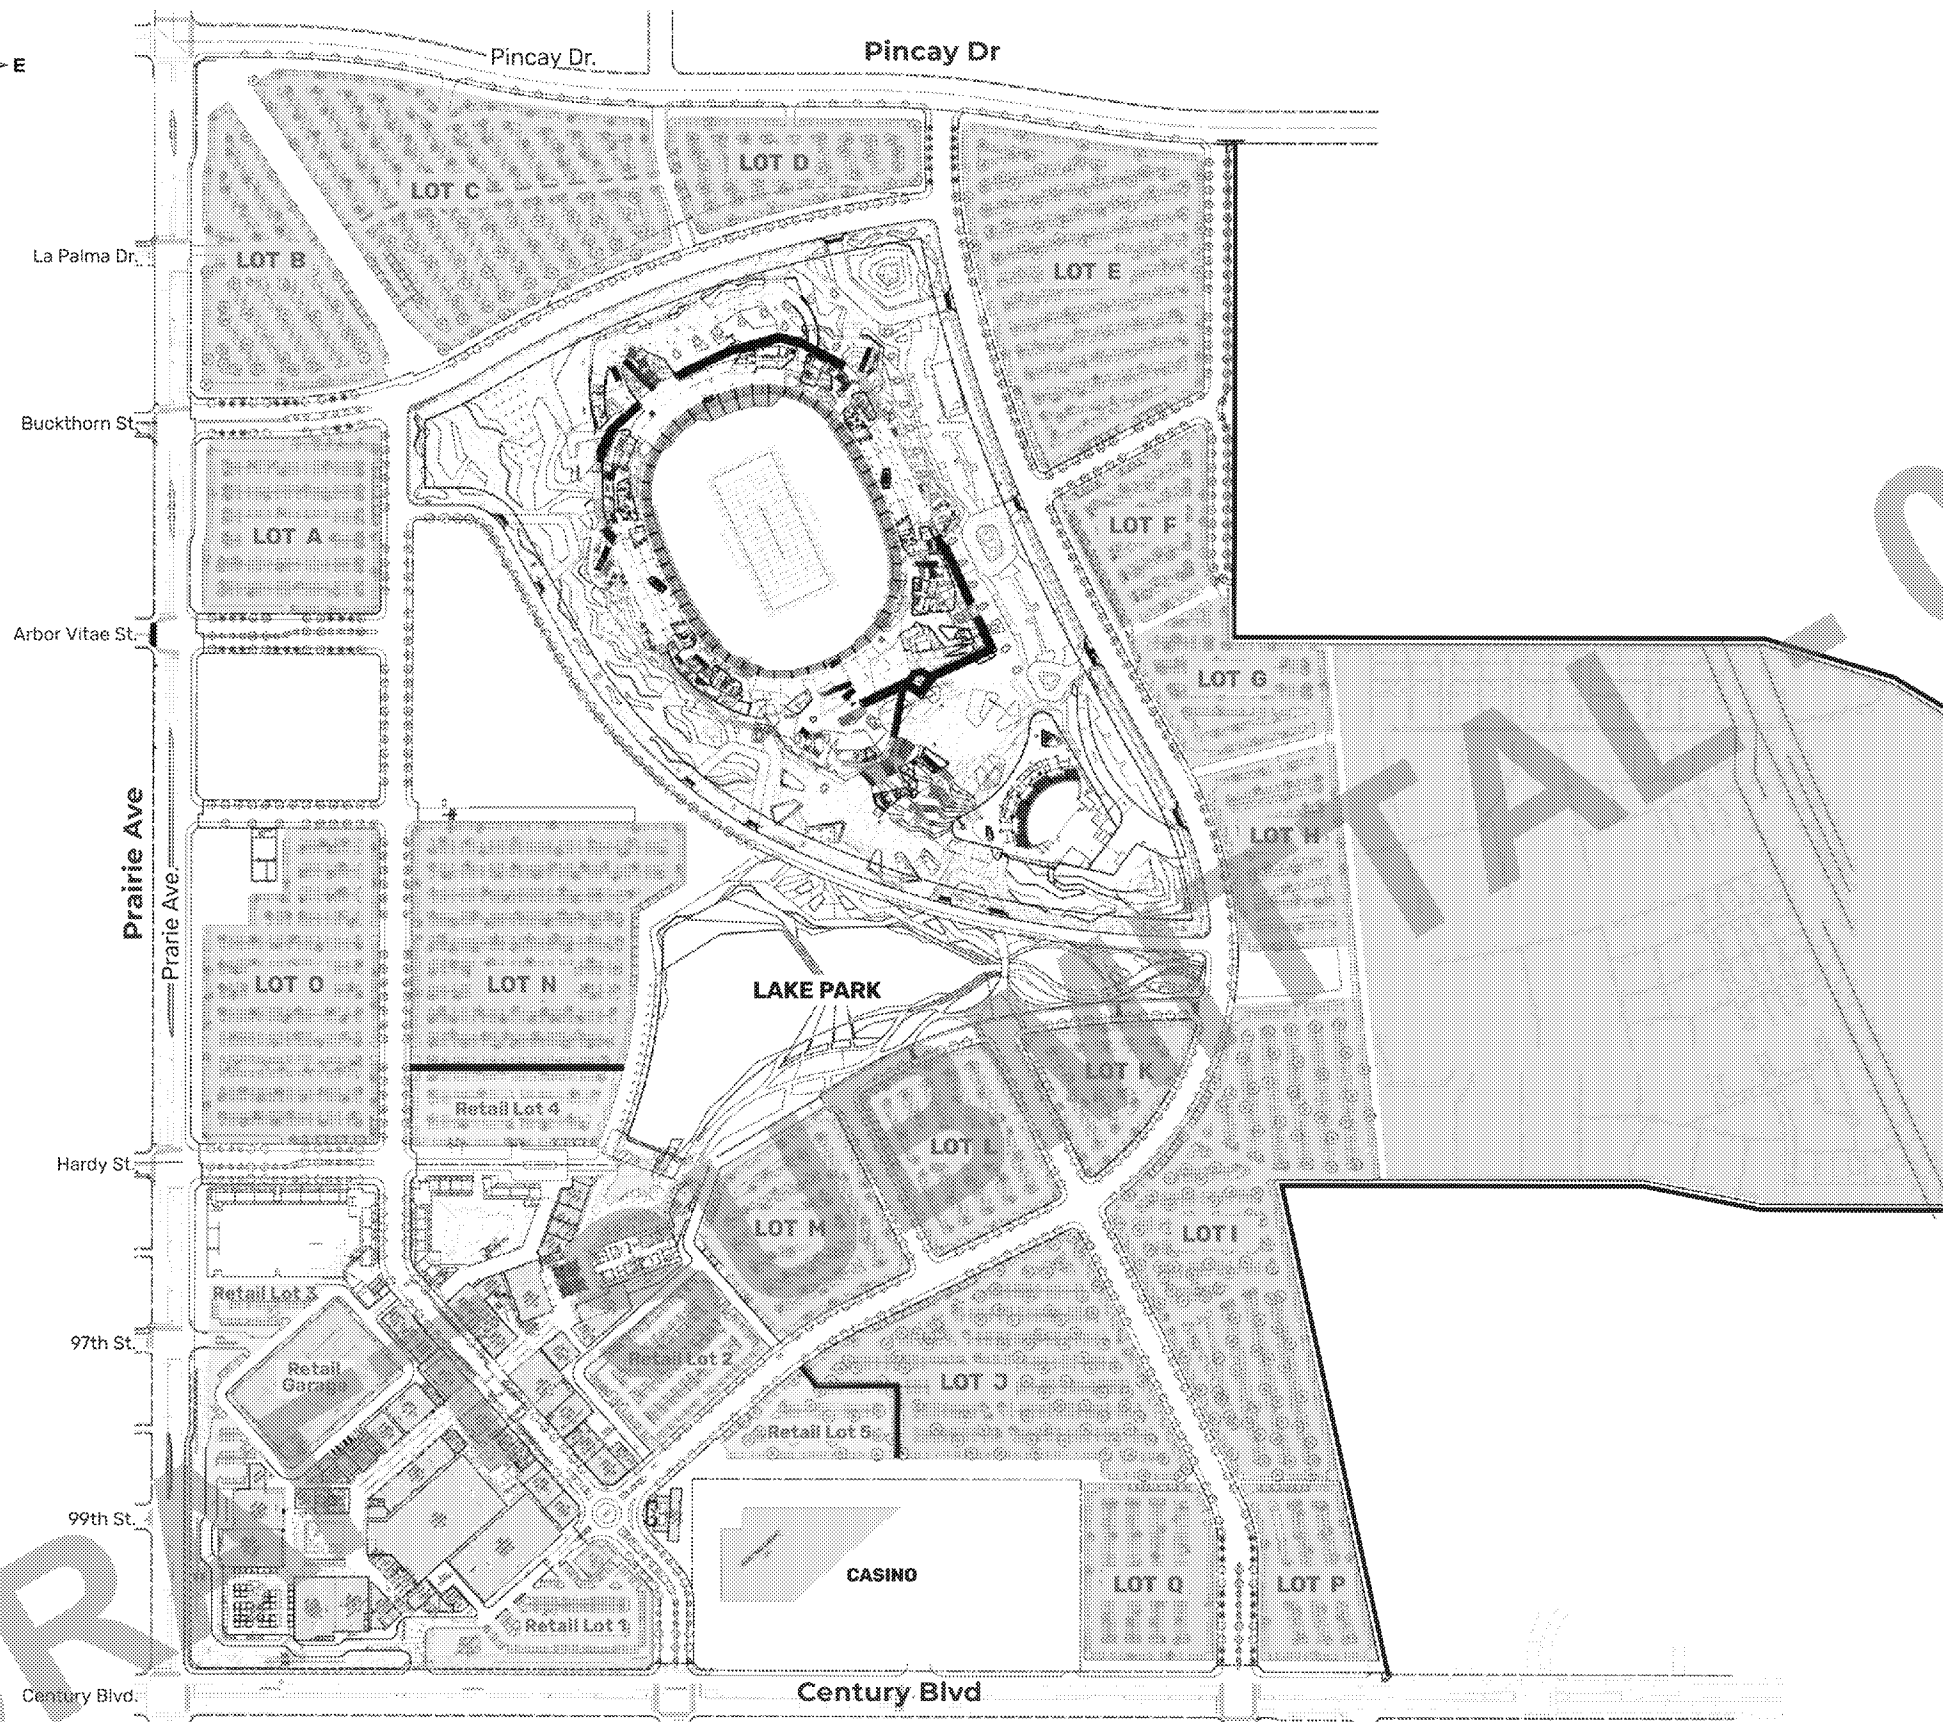 Pincay Dr.
Pincay Dr
E
LOT D
LOT C
La Palma Dr.
LOT B
LOT E
Buckthorn St.
LOT A
LOT F
Arbor Vitae St.
LOT G
LOT H
Prairie Ave
Prarie Ave.
LOT O
LOT N
LAKE PARK
LOT K
Retail Lot 4
LOT L
Hardy St.
LOT M
LOT I
Retail Lot 3
97th St.
Retail
Garage
Retail Lot 2
LOT J
Retail Lot 5
99th St.
CASINO
LOT Q
LOT P
Retail Lot 1
Century Blvd.
Century Blvd